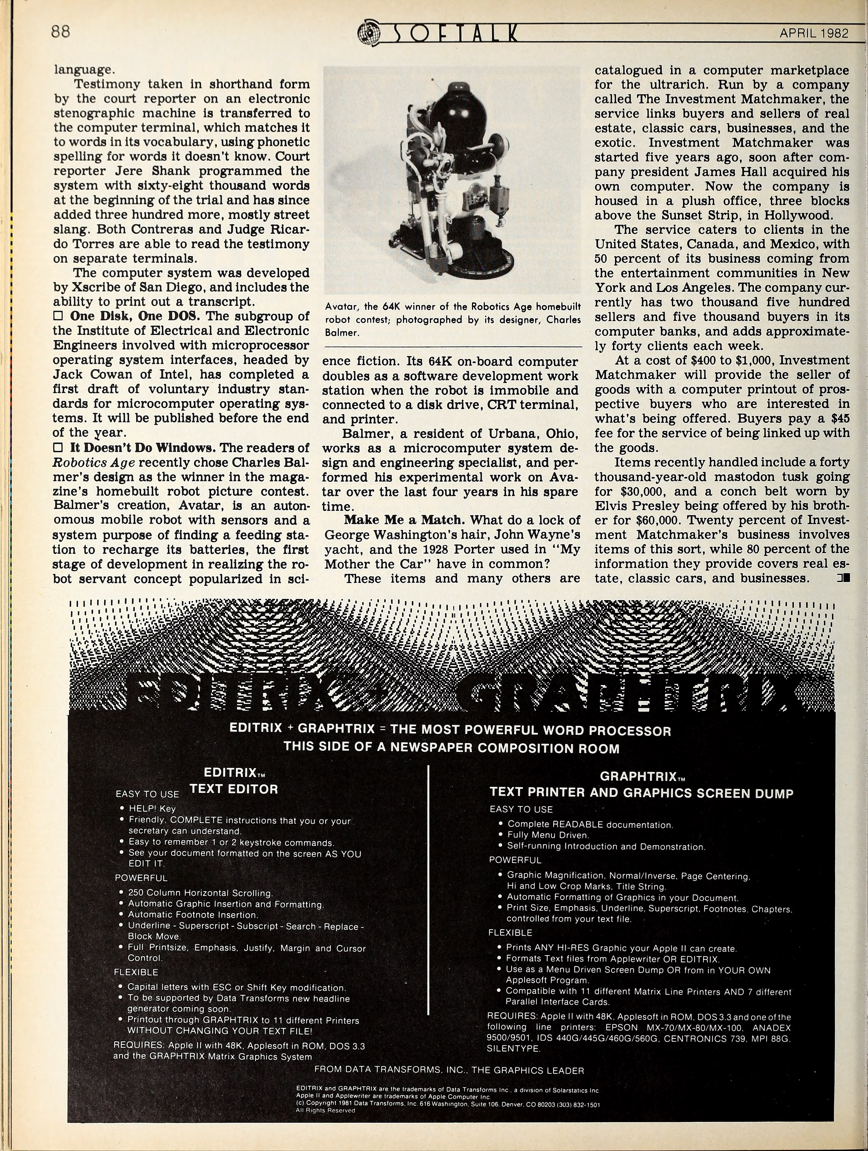 88
SOFTALK
APRIL 1982
language.
Testimony taken in shorthand form
by the court reporter on an electronic
stenographic machine is transferred to
the computer terminal, which matches it
to words in its vocabulary, using phonetic
spelling for words it doesn't know. Court
reporter Jere Shank programmed the
system with sixty-eight thousand words
at the beginning of the trial and has since
added three hundred more, mostly street
slang. Both Contreras and Judge Ricar-
do Torres are able to read the testimony
on separate terminals.
The computer system was developed
by Xscribe of San Diego, and includes the
ability to print out a transcript.
□ One Disk, One DOS. The subgroup of
the Institute of Electrical and Electronic
Engineers involved with microprocessor
operating system interfaces, headed by
Jack Cowan of Intel, has completed a
first draft of voluntary industry stan-
dards for microcomputer operating sys-
tems. It will be published before the end
of the year.
□ It Doesn't Do Windows. The readers of
Robotics Age recently chose Charles Bal-
mer's design as the winner in the maga-
zine's homebuilt robot picture contest.
Balmer's creation, Avatar, is an auton-
omous mobile robot with sensors and a
system purpose of finding a feeding sta-
tion to recharge its batteries, the first
stage of development in realizing the ro-
bot servant concept popularized in sci-
Avatar, the 64K winner of the Robotics Age homebuilt
robot contest; photographed by its designer, Charles
Balmer.
ence fiction. Its 64K on-board computer
doubles as a software development work
station when the robot is immobile and
connected to a disk drive, CRT terminal,
and printer.
Balmer, a resident of Urbana, Ohio,
works as a microcomputer system de-
sign and engineering specialist, and per-
formed his experimental work on Ava-
tar over the last four years in his spare
time.
Make Me a Match. What do a lock of
George Washington's hair, John Wayne's
yacht, and the 1928 Porter used in "My
Mother the Car" have in common?
These items and many others are
catalogued in a computer marketplace
for the ultrarich. Run by a company
called The Investment Matchmaker, the
service links buyers and sellers of real
estate, classic cars, businesses, and the
exotic. Investment Matchmaker was
started five years ago, soon after com-
pany president James Hall acquired his
own computer. Now the company is
housed in a plush office, three blocks
above the Sunset Strip, in Hollywood.
The service caters to clients in the
United States, Canada, and Mexico, with
50 percent of its business coming from
the entertainment communities in New
York and Los Angeles. The company cur-
rently has two thousand five hundred
sellers and five thousand buyers in its
computer banks, and adds approximate-
ly forty clients each week.
At a cost of $400 to $1,000, Investment
Matchmaker will provide the seller of
goods with a computer printout of pros-
pective buyers who are interested in
what's being offered. Buyers pay a $45
fee for the service of being linked up with
the goods.
Items recently handled include a forty
thousand-year-old mastodon tusk going
for $30,000, and a conch belt worn by
Elvis Presley being offered by his broth-
er for $60,000. Twenty percent of Invest-
ment Matchmaker's business involves
items of this sort, while 80 percent of the
information they provide covers real es-
tate, classic cars, and businesses.
EDITRIX + GRAPHTRIX
EDITRIX + GRAPHTRIX = THE MOST POWERFUL WORD PROCESSOR
THIS SIDE OF A NEWSPAPER COMPOSITION ROOM
EDITRIX™
TEXT EDITOR
EASY TO USE
• HELP! Key
• Friendly, COMPLETE instructions that you or your
secretary can understand.
• Easy to remember 1 or 2 keystroke commands.
• See your document formatted on the screen AS YOU
EDIT IT.
POWERFUL
• 250 Column Horizontal Scrolling.
• Automatic Graphic Insertion and Formatting.
• Automatic Footnote Insertion.
• Underline - Superscript - Subscript - Search - Replace -
Block Move.
• Full Printsize, Emphasis, Justify, Margin and Cursor
Control.
FLEXIBLE
• Capital letters with ESC or Shift Key modification.
• To be supported by Data Transforms new headline
generator coming soon.
• Printout through GRAPHTRIX to 11 different Printers
WITHOUT CHANGING YOUR TEXT FILE!
REQUIRES: Apple II with 48K, Applesoft in ROM, DOS 3.3
and the GRAPHTRIX Matrix Graphics System
GRAPHTRIX™
TEXT PRINTER AND GRAPHICS SCREEN DUMP
EASY TO USE
• Complete READABLE documentation.
• Fully Menu Driven.
• Self-running Introduction and Demonstration.
POWERFUL
• Graphic Magnification, Normal/Inverse, Page Centering,
Hi and Low Crop Marks, Title String.
• Automatic Formatting of Graphics in your Document.
• Print Size, Emphasis, Underline, Superscript, Footnotes, Chapters,
controlled from your text file.
FLEXIBLE
• Prints ANY HI-RES Graphic your Apple II can create.
• Formats Text files from Applewriter OR EDITRIX.
• Use as a Menu Driven Screen Dump OR from in YOUR OWN
Applesoft Program.
• Compatible with 11 different Matrix Line Printers AND 7 different
Parallel Interface Cards.
REQUIRES: Apple II with 48K, Applesoft in ROM, DOS 3.3 and one of the
following line printers: EPSON MX-70/MX-80/MX-100, ANADEX
9500/9501, IDS 440G/445G/460G/560G, CENTRONICS 739, MPI 88G,
SILENTYPE.
FROM DATA TRANSFORMS, INC., THE GRAPHICS LEADER
EDITRIX and GRAPHTRIX are the trademarks of Data Transforms Inc., a division of Solarstatics Inc
Apple II and Applewriter are trademarks of Apple Computer Inc
(c) Copyright 1981 Data Transforms, Inc. 616 Washington, Suite 106, Denver, CO 80203 (303) 832-1501
All Rights Reserved